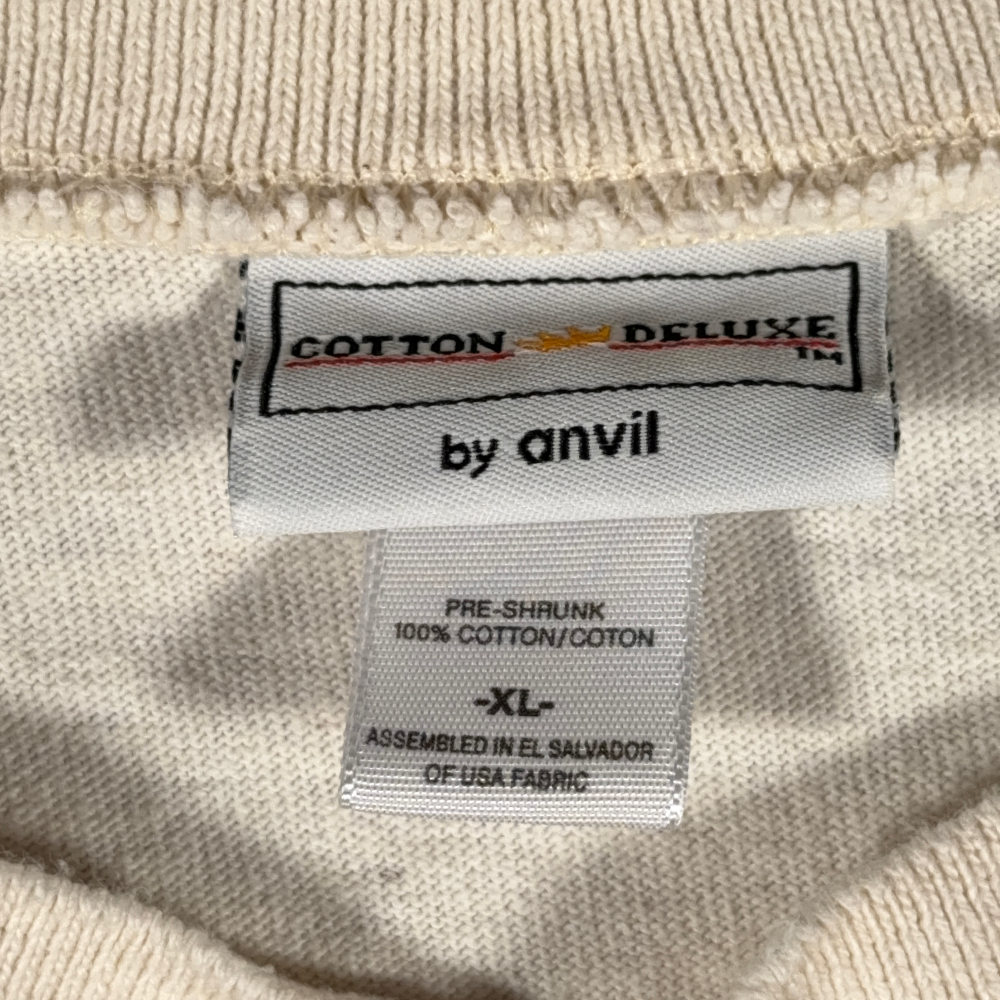 COTTON DELUXE
TM
by anvil
PRE-SHRUNK
100% COTTON/COTON
-XL-
ASSEMBLED IN EL SALVADOR
OF USA FABRIC